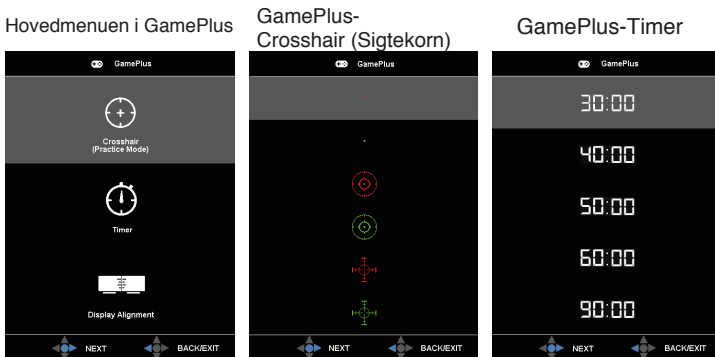 Hovedmenuen i GamePlus
GamePlus
Crosshair
(Practice Mode)
Timer
Display Alignment
NEXT
BACK/EXIT
GamePlus-
Crosshair (Sigtekorn)
GamePlus
NEXT
BACK/EXIT
GamePlus-Timer
GamePlus
30:00
40:00
50:00
60:00
90:00
NEXT
BACK/EXIT